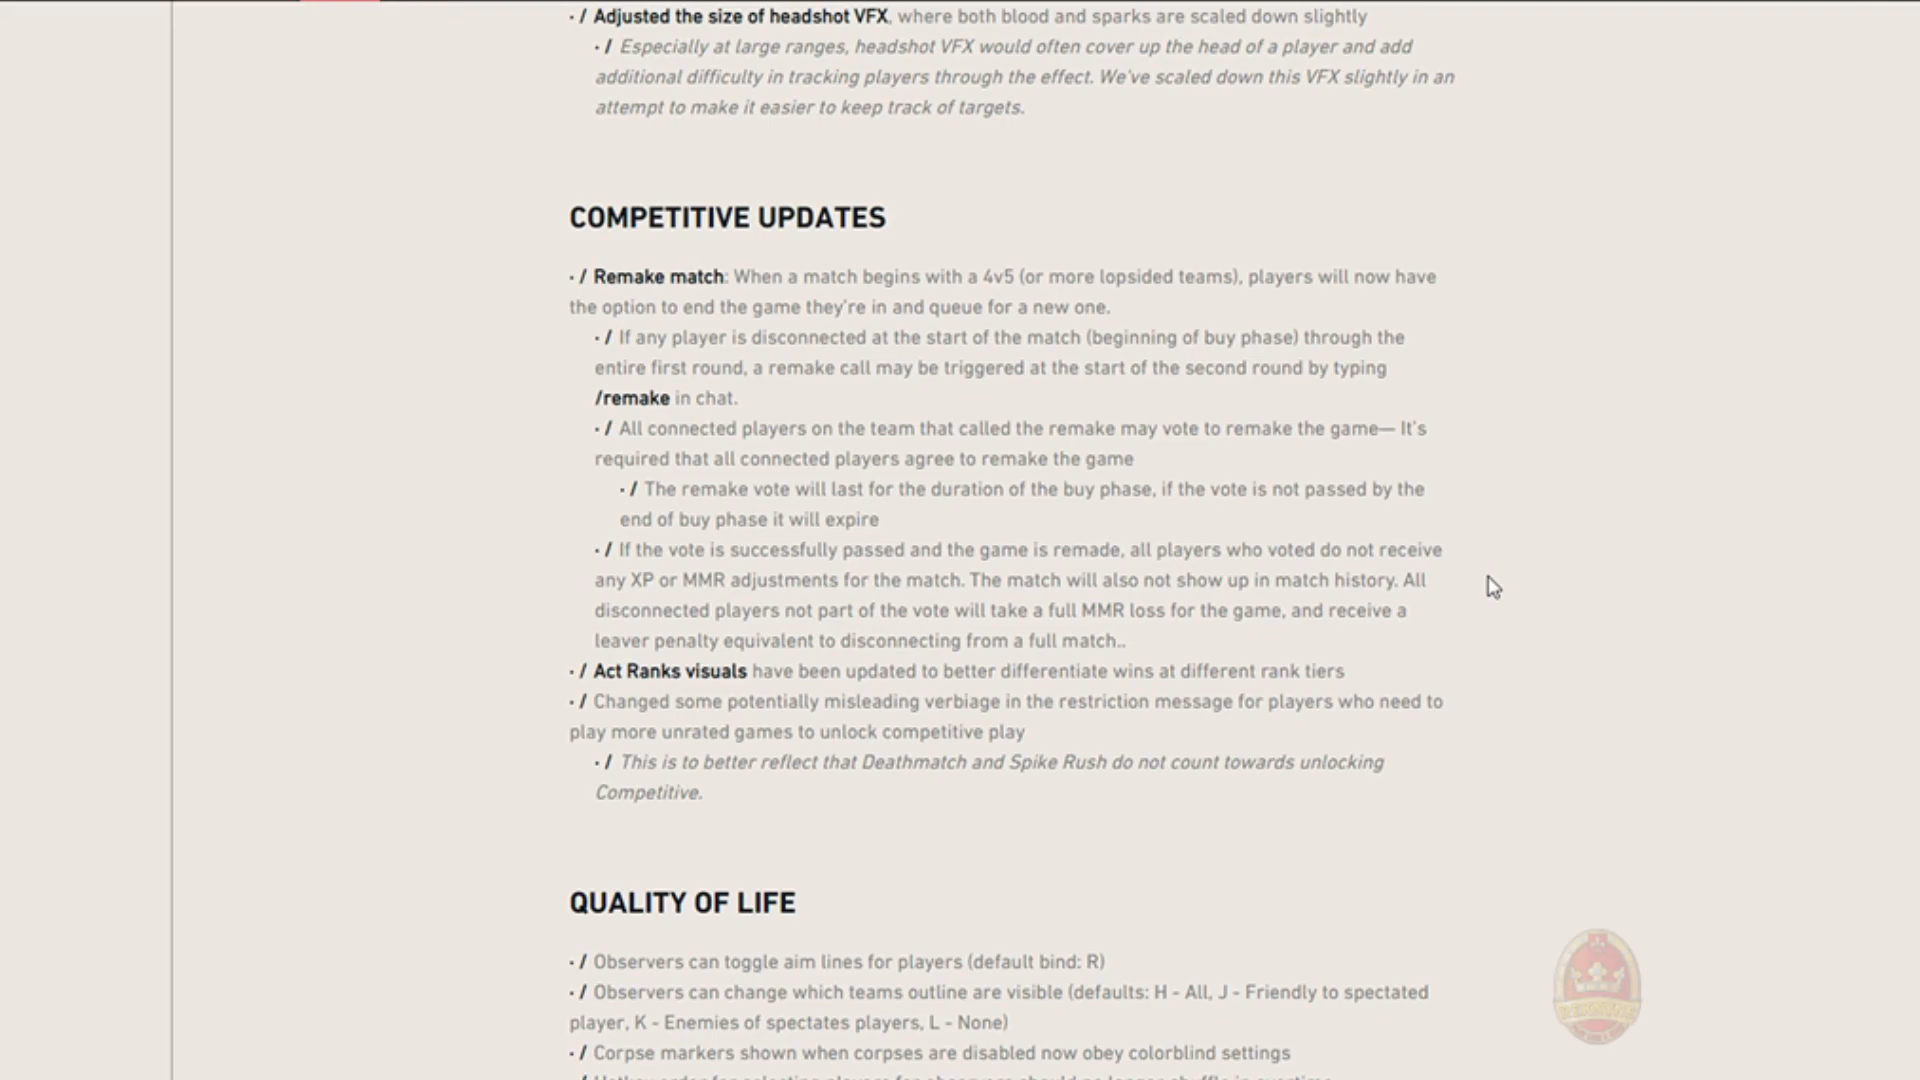 · / Adjusted the size of headshot VFX, where both blood and sparks are scaled down slightly
· / Especially at large ranges, headshot VFX would often cover up the head of a player and add
additional difficulty in tracking players through the effect. We've scaled down this VFX slightly in an
attempt to make it easier to keep track of targets.
COMPETITIVE UPDATES
· / Remake match: When a match begins with a 4v5 (or more lopsided teams), players will now have
the option to end the game they're in and queue for a new one.
· / If any player is disconnected at the start of the match (beginning of buy phase) through the
entire first round, a remake call may be triggered at the start of the second round by typing
/remake in chat.
· / All connected players on the team that called the remake may vote to remake the game— It's
required that all connected players agree to remake the game
· / The remake vote will last for the duration of the buy phase, if the vote is not passed by the
end of buy phase it will expire
· / If the vote is successfully passed and the game is remade, all players who voted do not receive
any XP or MMR adjustments for the match. The match will also not show up in match history. All
disconnected players not part of the vote will take a full MMR loss for the game, and receive a
leaver penalty equivalent to disconnecting from a full match..
· / Act Ranks visuals have been updated to better differentiate wins at different rank tiers
· / Changed some potentially misleading verbiage in the restriction message for players who need to
play more unrated games to unlock competitive play
· / This is to better reflect that Deathmatch and Spike Rush do not count towards unlocking
Competitive.
QUALITY OF LIFE
· / Observers can toggle aim lines for players (default bind: R)
· / Observers can change which teams outline are visible (defaults: H - All, J - Friendly to spectated
player, K - Enemies of spectates players, L - None)
· / Corpse markers shown when corpses are disabled now obey colorblind settings